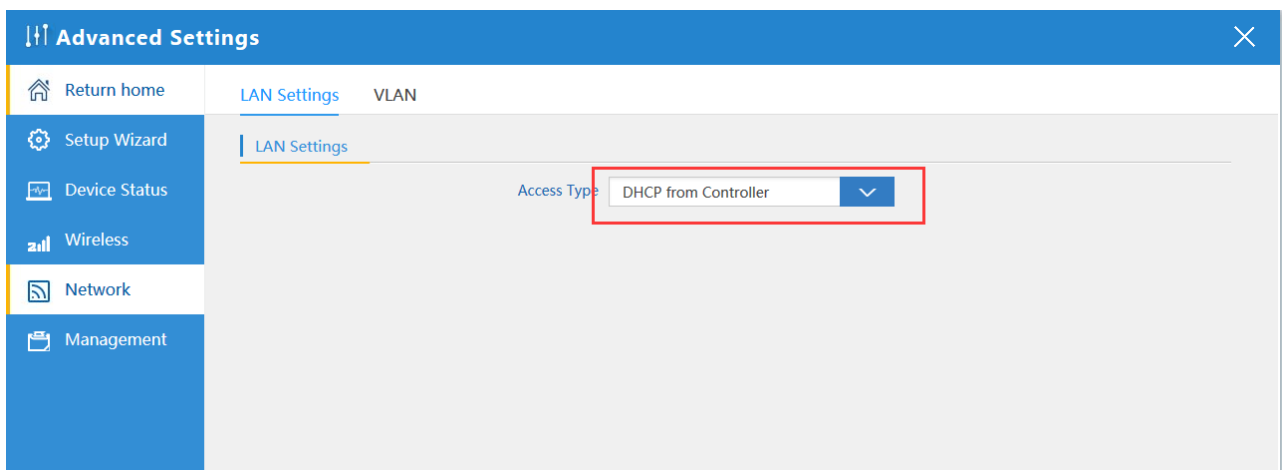 Advanced Settings
Return home
Setup Wizard
Device Status
Wireless
Network
Management
LAN Settings
VLAN
LAN Settings
Access Type
DHCP from Controller